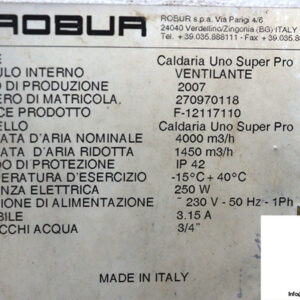 ROBUR
ROBUR s.p.a. Via Parigi 4/6
24040 Verdellino/Zingonia (BG) ITALY
Tel. +39.035.888111 - Fax +39.035
E Caldaria Uno Super Pro
ULO INTERNO VENTILANTE
O DI PRODUZIONE 2007
ERO DI MATRICOLA, 270970118
ICE PRODOTTO F-12117110
ELLO Caldaria Uno Super Pro
ATA D'ARIA NOMINALE 4000 m³/h
ATA D'ARIA RIDOTTA 1450 m³/h
DO DI PROTEZIONE IP 42
PERATURA D'ESERCIZIO -15°C + 40°C
ENZA ELETTRICA 250 W
IONE DI ALIMENTAZIONE ~ 230 V - 50 Hz - 1Ph
IBILE 3.15 A
CCHI ACQUA 3/4"
MADE IN ITALY